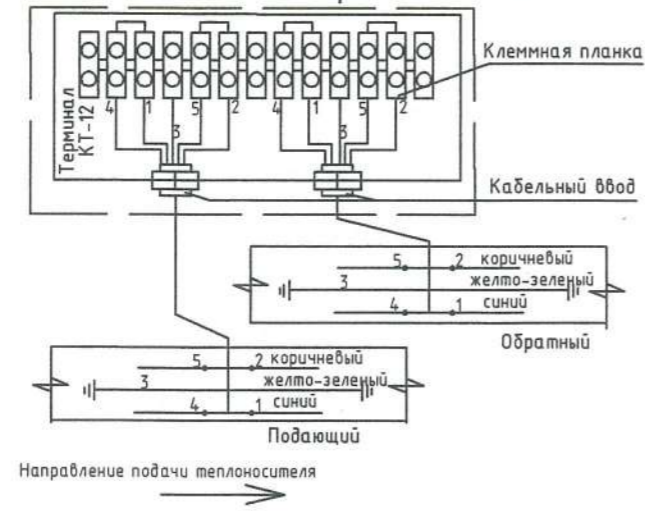 Клеммная планка
Терминал
КТ-12
4 1 3 5 2 4 1 3 5 2
Кабельный ввод
5 2 коричневый
3 желто-зеленый
4 1 синий
Обратный
5 2 коричневый
3 желто-зеленый
4 1 синий
Подающий
Направление подачи теплоносителя